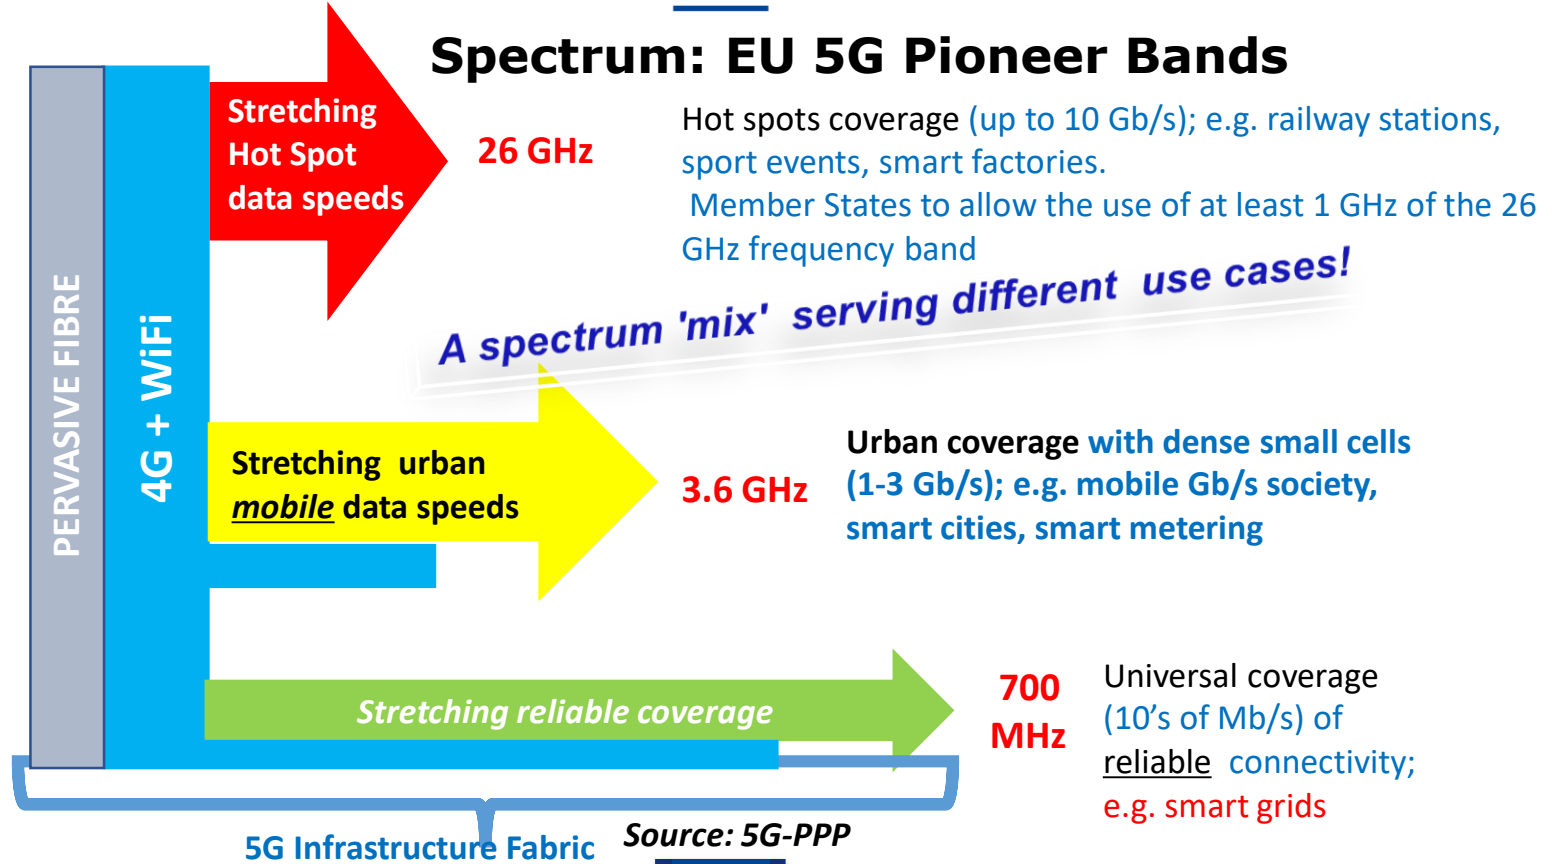 Spectrum: EU 5G Pioneer Bands
Stretching
Hot Spot
data speeds
26 GHz
Hot spots coverage (up to 10 Gb/s); e.g. railway stations,
sport events, smart factories.
Member States to allow the use of at least 1 GHz of the 26
GHz frequency band
A spectrum 'mix' serving different use cases!
PERVASIVE FIBRE
4G + WiFi
Stretching urban
mobile data speeds
3.6 GHz
Urban coverage with dense small cells
(1-3 Gb/s); e.g. mobile Gb/s society,
smart cities, smart metering
Stretching reliable coverage
700
MHz
Universal coverage
(10’s of Mb/s) of
reliable connectivity;
e.g. smart grids
5G Infrastructure Fabric
Source: 5G-PPP